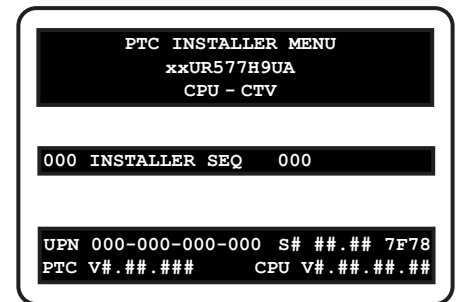 PTC INSTALLER MENU
xxUR577H9UA
CPU – CTV
000 INSTALLER SEQ 000
UPN 000-000-000-000 S# ##.## 7F78
PTC V#.##.### CPU V#.##.##.##